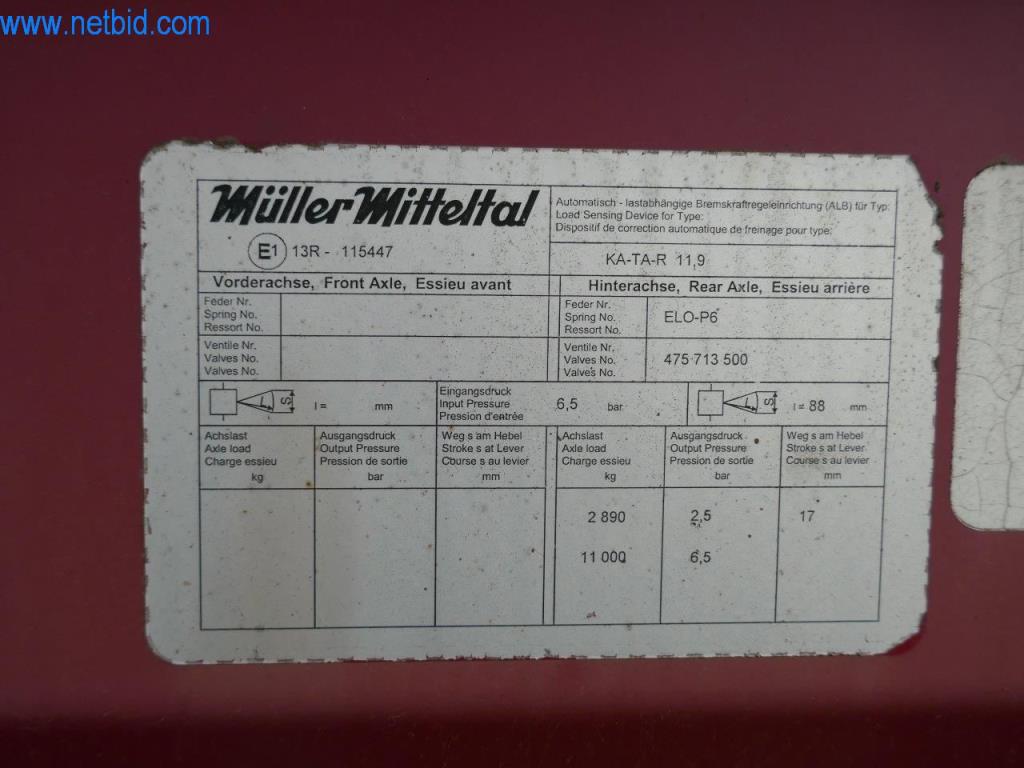 www.netbid.com
Müller Mitteltal
E1 13R - 115447
Automatisch - lastabhängige Bremskraftregeleinrichtung (ALB) für Typ:
Load Sensing Device for Type:
Dispositif de correction automatique de freinage pour type:
KA-TA-R 11,9
Vorderachse, Front Axle, Essieu avant
Hinterachse, Rear Axle, Essieu arrière
Feder Nr.
Spring No.
Ressort No.
Feder Nr.
Spring No.
Ressort No.
ELO-P6
Ventile Nr.
Valves No.
Valves No.
Ventile Nr.
Valves No.
Valves No.
475 713 500
L S l = mm
Eingangsdruck
Input Pressure
Pression d'entrée
6,5 bar
L S l = 88 mm
Achslast
Axle load
Charge essieu
kg
Ausgangsdruck
Output Pressure
Pression de sortie
bar
Weg s am Hebel
Stroke s at Lever
Course s au levier
mm
Achslast
Axle load
Charge essieu
kg
Ausgangsdruck
Output Pressure
Pression de sortie
bar
Weg s am Hebel
Stroke s at Lever
Course s au levier
mm
2 890 2,5 17
11 000 6,5